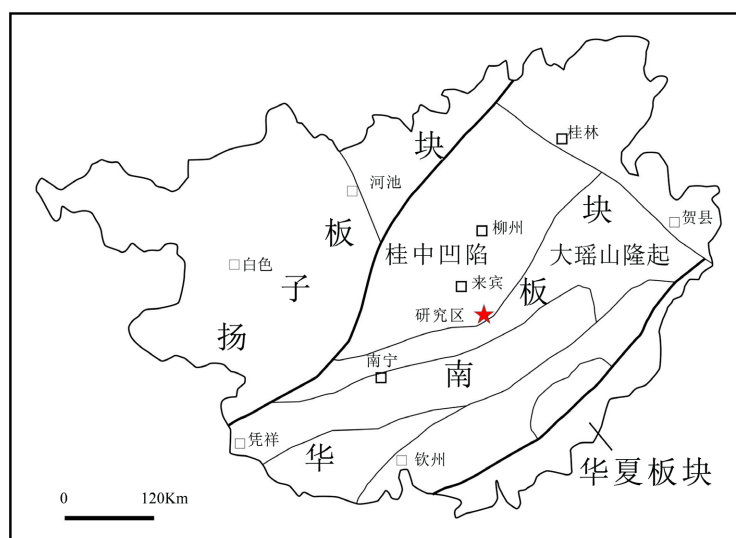 桂林
块
河池
块
贺县
柳州
板
桂中凹陷
大瑶山隆起
白色
子
来宾
板
研究区
扬
南宁
南
凭祥
华
钦州
华夏板块
0
120Km